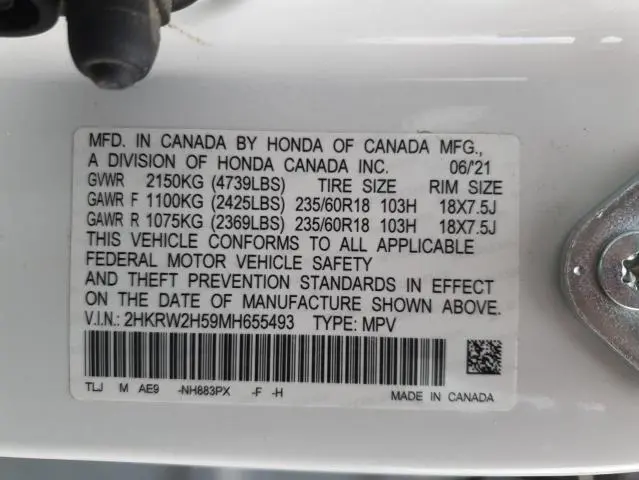 MFD. IN CANADA BY HONDA OF CANADA MFG.,
A DIVISION OF HONDA CANADA INC. 06/'21
GVWR 2150KG (4739LBS) TIRE SIZE RIM SIZE
GAWR F 1100KG (2425LBS) 235/60R18 103H 18X7.5J
GAWR R 1075KG (2369LBS) 235/60R18 103H 18X7.5J
THIS VEHICLE CONFORMS TO ALL APPLICABLE
FEDERAL MOTOR VEHICLE SAFETY
AND THEFT PREVENTION STANDARDS IN EFFECT
ON THE DATE OF MANUFACTURE SHOWN ABOVE.
V.I.N.: 2HKRW2H59MH655493 TYPE: MPV
TLJ M AE9 -NH883PX -F -H MADE IN CANADA